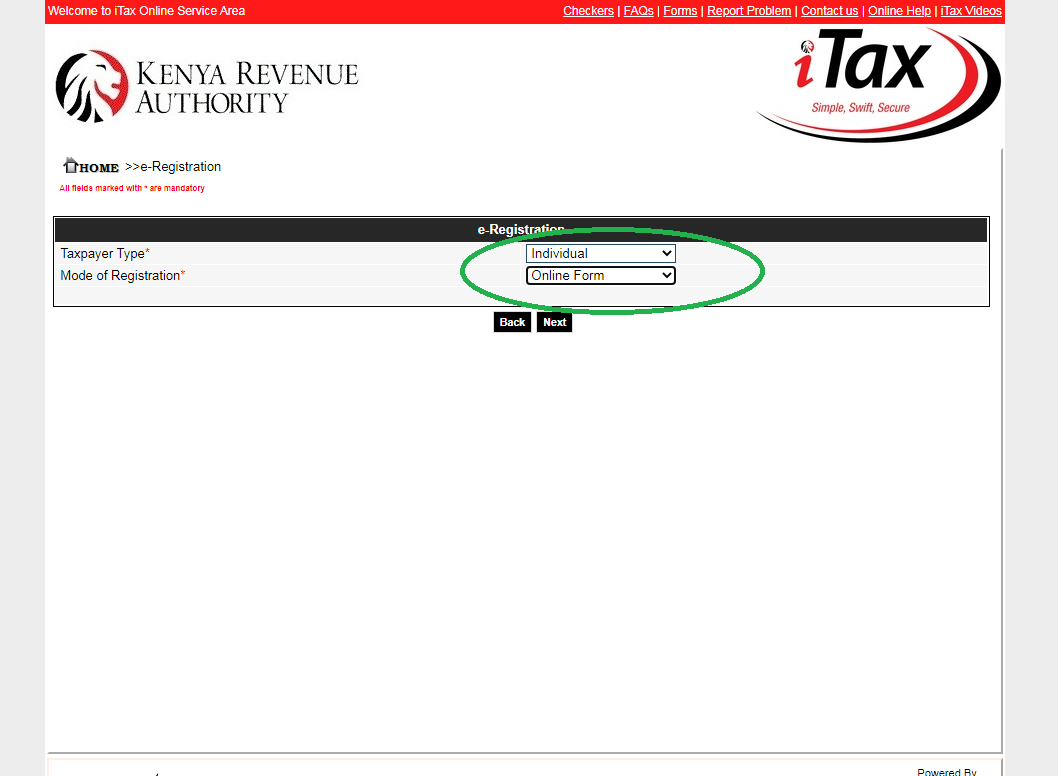 Welcome to iTax Online Service Area
Checkers | FAQs | Forms | Report Problem | Contact us | Online Help | iTax Videos
KENYA REVENUE
AUTHORITY
iTax
Simple, Swift, Secure
HOME >>e-Registration
All fields marked with * are mandatory
e-Registration
Taxpayer Type* Individual
Mode of Registration* Online Form
Back Next
Powered By